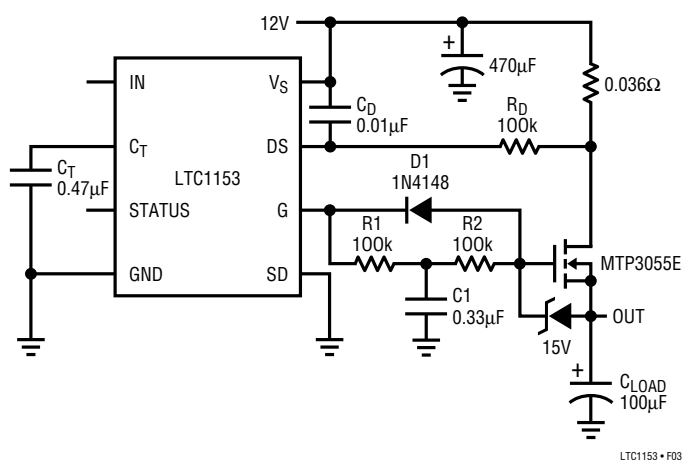 12V
470µF
0.036Ω
IN
VS
CD
0.01µF
RD
100k
CT
DS
CT
0.47µF
LTC1153
D1
1N4148
STATUS
G
R1
100k
R2
100k
MTP3055E
GND
SD
C1
0.33µF
OUT
15V
CLOAD
100µF
LTC1153 • F03